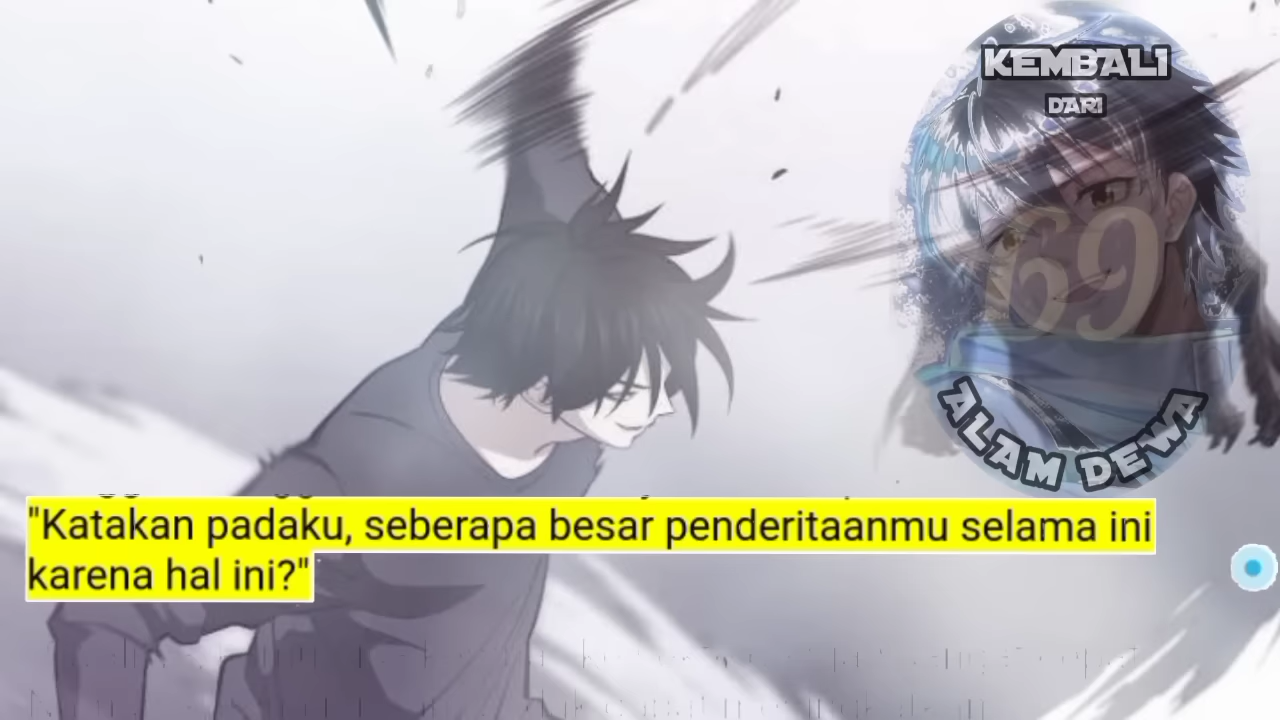 KEMBALI
DARI
69
ALAM DEWA
"Katakan padaku, seberapa besar penderitaanmu selama ini
karena hal ini?"